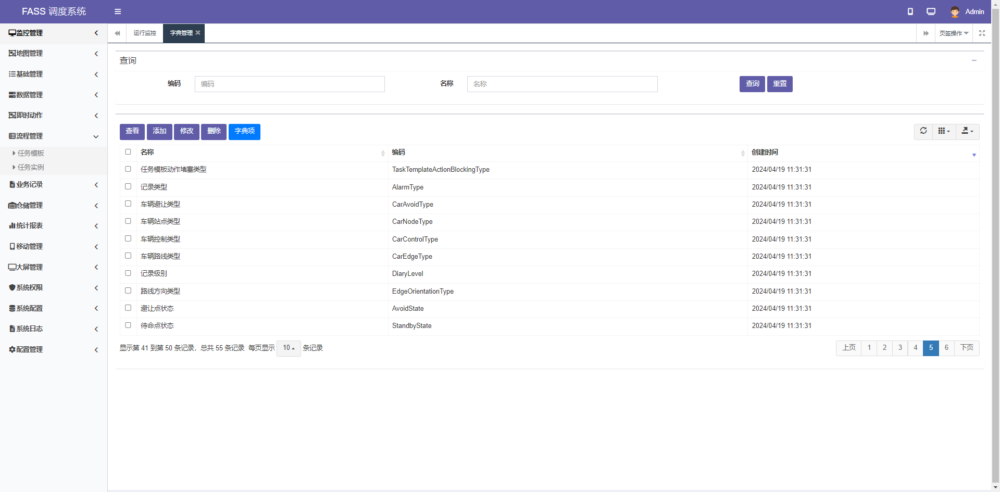 FASS 调度系统
Admin
监控管理
地图管理
基础管理
数据管理
即时动作
流程管理
任务模板
任务实例
业务记录
仓储管理
统计报表
移动管理
大屏管理
系统权限
系统配置
系统日志
配置管理
运行监控 字典管理 页签操作
查询
编码 编码 名称 名称 查询 重置
查看 添加 修改 删除 字典项
名称 编码 创建时间
任务模板动作堵塞类型 TaskTemplateActionBlockingType 2024/04/19 11:31:31
记录类型 AlarmType 2024/04/19 11:31:31
车辆避让类型 CarAvoidType 2024/04/19 11:31:31
车辆站点类型 CarNodeType 2024/04/19 11:31:31
车辆控制类型 CarControlType 2024/04/19 11:31:31
车辆路线类型 CarEdgeType 2024/04/19 11:31:31
记录级别 DiaryLevel 2024/04/19 11:31:31
路线方向类型 EdgeOrientationType 2024/04/19 11:31:31
避让点状态 AvoidState 2024/04/19 11:31:31
待命点状态 StandbyState 2024/04/19 11:31:31
显示第 41 到第 50 条记录，总共 55 条记录 每页显示 10 条记录
上页 1 2 3 4 5 6 下页